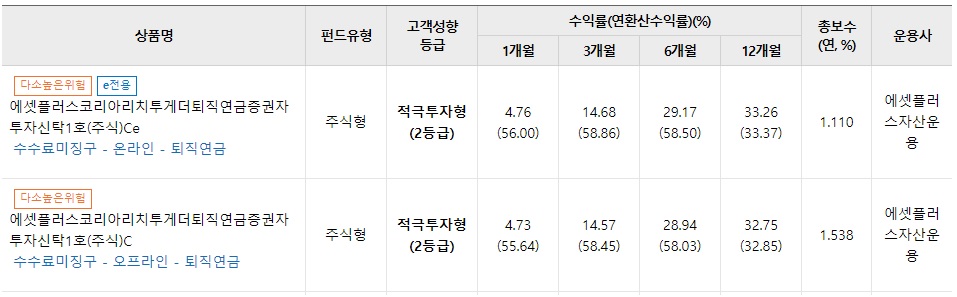 상품명
펀드유형
고객성향
등급
수익률(연환산수익률)(%)
1개월
3개월
6개월
12개월
총보수
(연, %)
운용사
다소높은위험
e전용
에셋플러스코리아리치투게더퇴직연금증권자
투자신탁1호(주식)Ce
수수료미징구 - 온라인 - 퇴직연금
주식형
적극투자형
(2등급)
4.76
(56.00)
14.68
(58.86)
29.17
(58.50)
33.26
(33.37)
1.110
에셋플러
스자산운
용
다소높은위험
에셋플러스코리아리치투게더퇴직연금증권자
투자신탁1호(주식)C
수수료미징구 - 오프라인 - 퇴직연금
주식형
적극투자형
(2등급)
4.73
(55.64)
14.57
(58.45)
28.94
(58.03)
32.75
(32.85)
1.538
에셋플러
스자산운
용